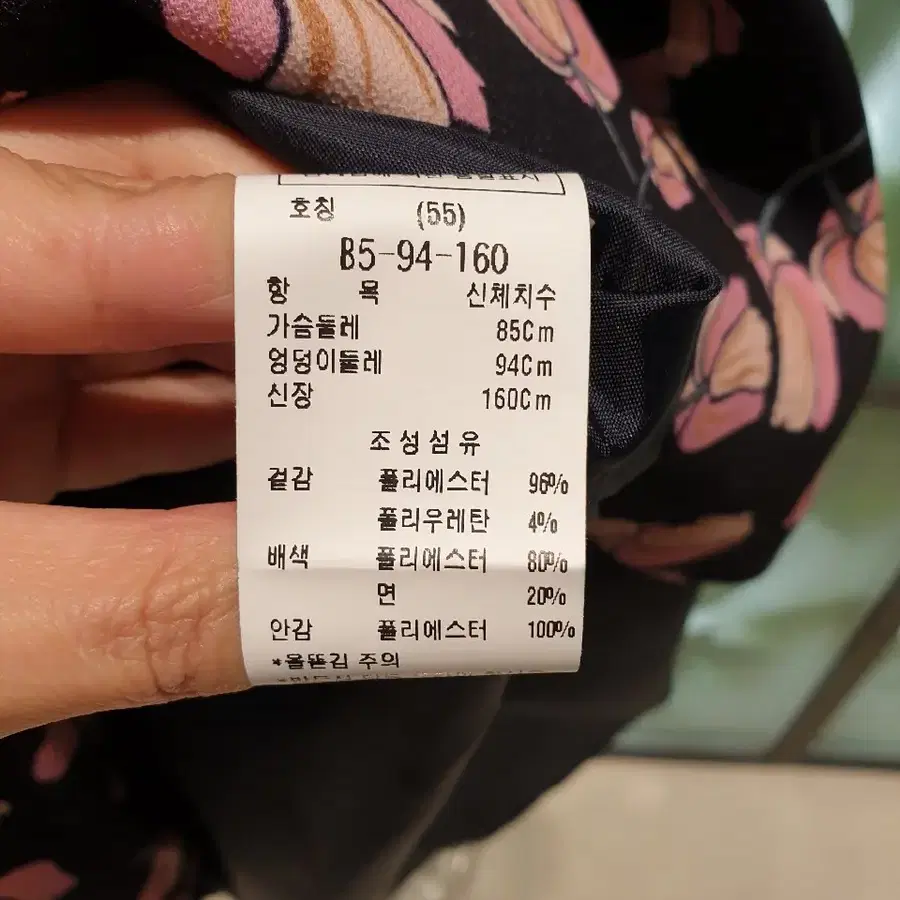 호칭 (55)
85-94-160
항 목 신체치수
가슴둘레 85Cm
엉덩이둘레 94Cm
신장 160Cm
조성섬유
겉감 폴리에스터 96%
폴리우레탄 4%
배색 폴리에스터 80%
면 20%
안감 폴리에스터 100%
*올뜯김 주의